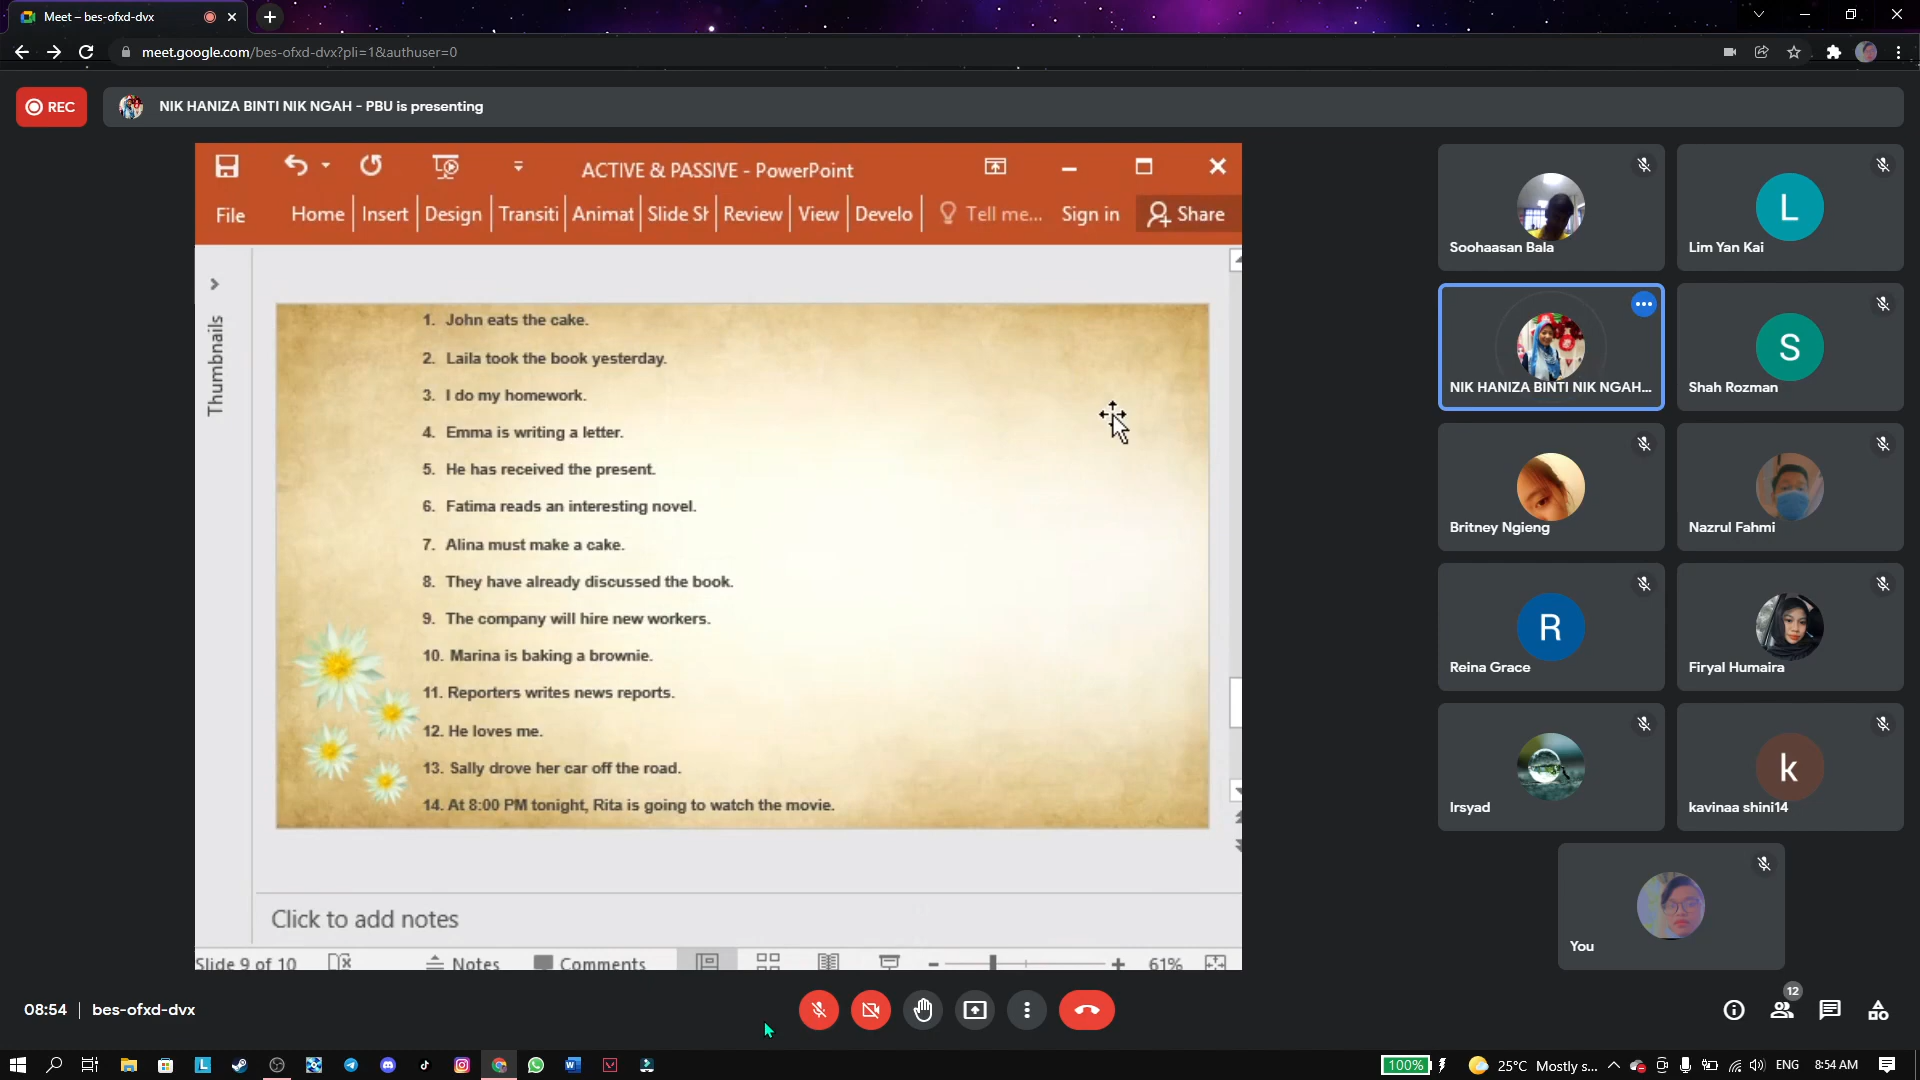 Meet – bes-ofxd-dvx
meet.google.com/bes-ofxd-dvx?pli=1&authuser=0
REC
NIK HANIZA BINTI NIK NGAH - PBU is presenting
ACTIVE & PASSIVE - PowerPoint
File Home Insert Design Transiti Animat Slide Sh Review View Develo Tell me... Sign in Share
Thumbnails
1. John eats the cake.
2. Laila took the book yesterday.
3. I do my homework.
4. Emma is writing a letter.
5. He has received the present.
6. Fatima reads an interesting novel.
7. Alina must make a cake.
8. They have already discussed the book.
9. The company will hire new workers.
10. Marina is baking a brownie.
11. Reporters writes news reports.
12. He loves me.
13. Sally drove her car off the road.
14. At 8:00 PM tonight, Rita is going to watch the movie.
Click to add notes
Slide 9 of 10 Notes Comments 61%
Soohaasan Bala
L
Lim Yan Kai
NIK HANIZA BINTI NIK NGAH...
S
Shah Rozman
Britney Ngieng
Nazrul Fahmi
R
Reina Grace
Firyal Humaira
Irsyad
k
kavinaa shini14
You
08:54 bes-ofxd-dvx
12
100% 25°C Mostly s... ENG 8:54 AM